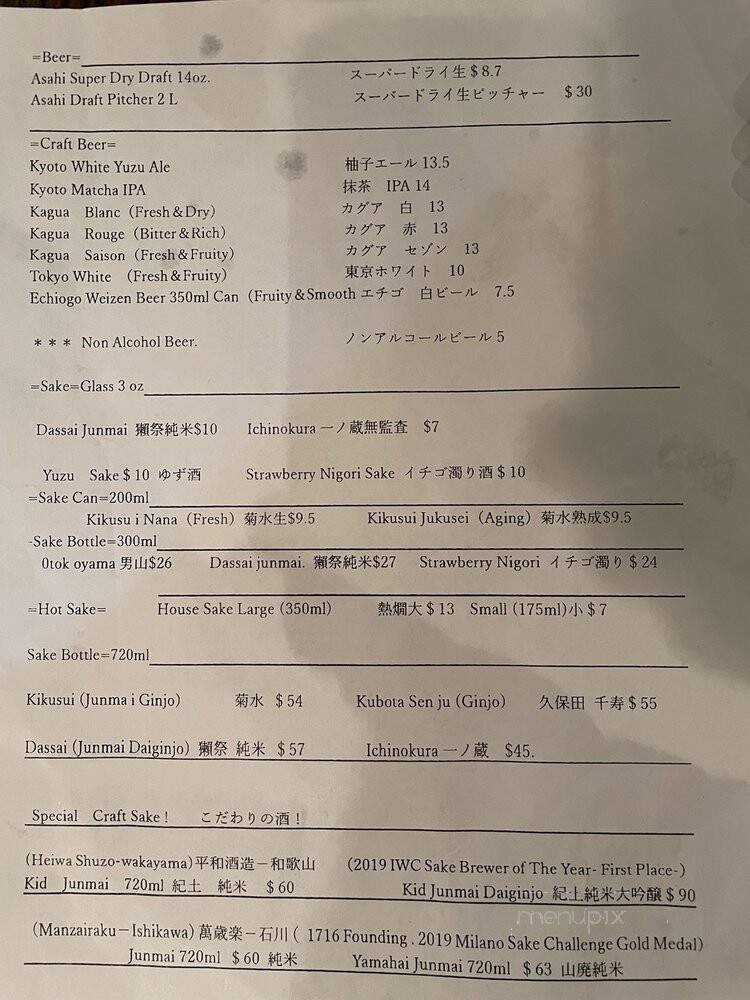 =Beer=
Asahi Super Dry Draft 14oz. スーパードライ生 $ 8.7
Asahi Draft Pitcher 2 L スーパードライ生ピッチャー $ 30
=Craft Beer=
Kyoto White Yuzu Ale 柚子エール 13.5
Kyoto Matcha IPA 抹茶 IPA 14
Kagua Blanc (Fresh & Dry) カグア 白 13
Kagua Rouge (Bitter & Rich) カグア 赤 13
Kagua Saison (Fresh & Fruity) カグア セゾン 13
Tokyo White (Fresh & Fruity) 東京ホワイト 10
Echiogo Weizen Beer 350ml Can (Fruity & Smooth エチゴ 白ビール 7.5
＊＊＊ Non Alcohol Beer. ノンアルコールビール 5
=Sake=Glass 3 oz
Dassai Junmai 獺祭純米$10 Ichinokura 一ノ蔵無監査 $7
Yuzu Sake $ 10 ゆず酒 Strawberry Nigori Sake イチゴ濁り酒 $ 10
=Sake Can=200ml
Kikusu i Nana (Fresh) 菊水生$9.5 Kikusui Jukusei (Aging) 菊水熟成$9.5
-Sake Bottle=300ml
Otok oyama 男山$26 Dassai junmai. 獺祭純米$27 Strawberry Nigori イチゴ濁り $ 24
=Hot Sake= House Sake Large (350ml) 熱燗大 $ 13 Small (175ml)小 $ 7
Sake Bottle=720ml
Kikusui (Junma i Ginjo) 菊水 $ 54 Kubota Sen ju (Ginjo) 久保田 千寿 $ 55
Dassai (Junmai Daiginjo) 獺祭 純米 $ 57 Ichinokura 一ノ蔵 $45.
Special Craft Sake！ こだわりの酒！
(Heiwa Shuzo-wakayama)平和酒造－和歌山 (2019 IWC Sake Brewer of The Year- First Place-)
Kid Junmai 720ml 紀土 純米 $ 60 Kid Junmai Daiginjo 紀土純米大吟醸 $ 90
menupix
(Manzairaku－Ishikawa) 萬歳楽－石川 ( 1716 Founding . 2019 Milano Sake Challenge Gold Medal)
Junmai 720ml $ 60 純米 Yamahai Junmai 720ml $ 63 山廃純米